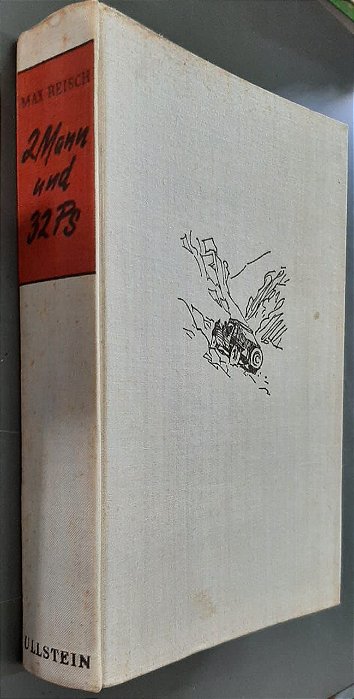 MAX REISCH
2 Mann
und
32 PS
ULLSTEIN